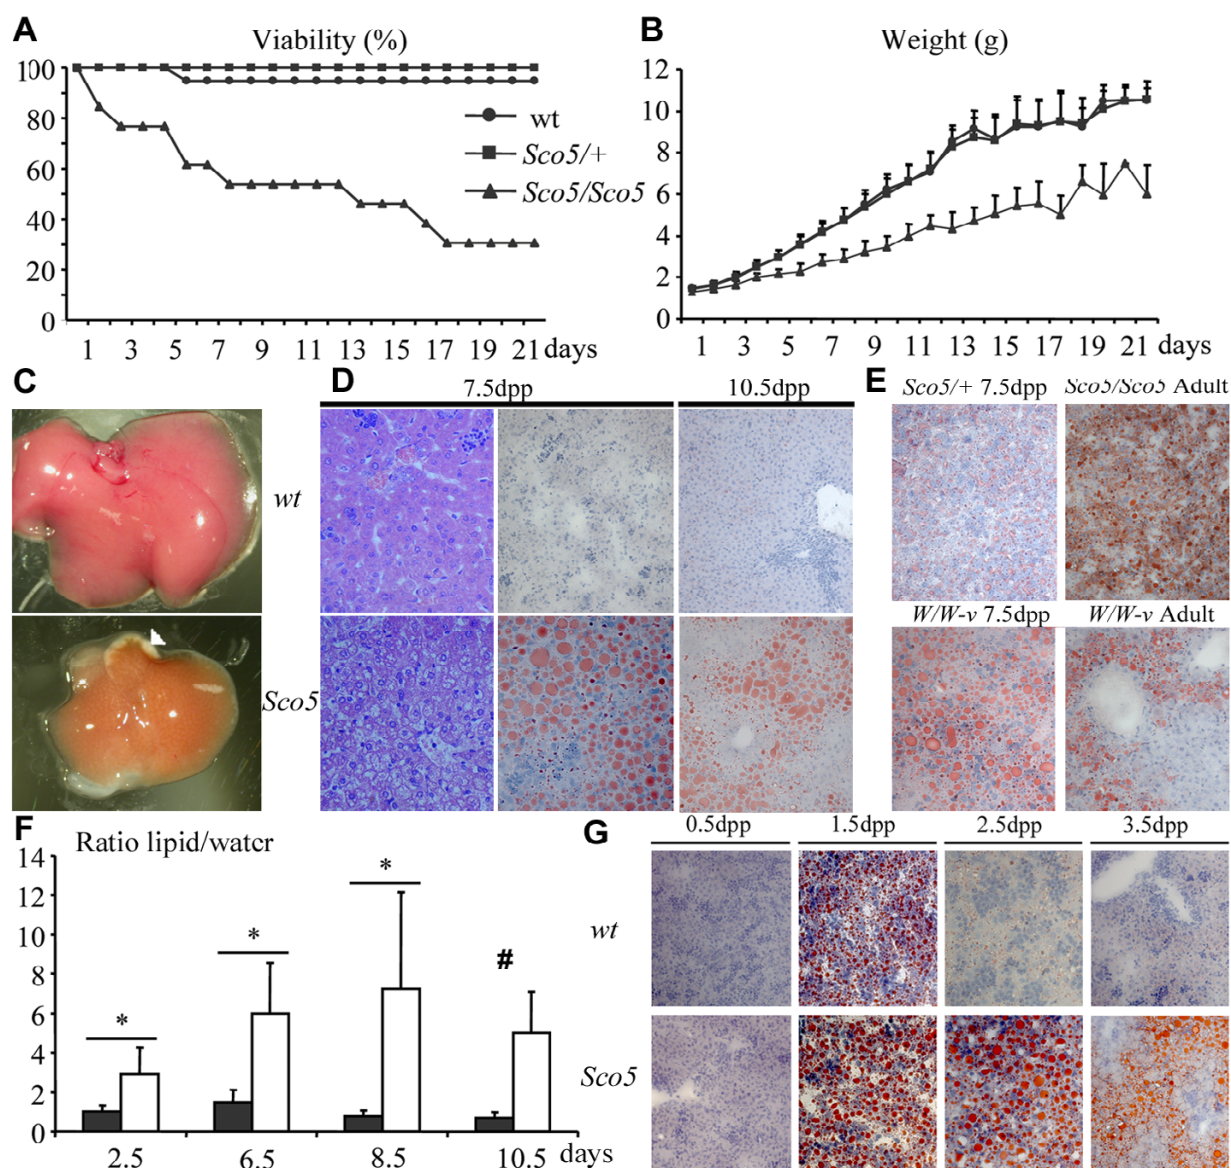 A
Viability (%)
100
80
60
40
20
0
1 3 5 7 9 11 13 15 17 19 21 days
wt
Sco5/+
Sco5/Sco5
B
Weight (g)
12
10
8
6
4
2
0
1 3 5 7 9 11 13 15 17 19 21 days
C
wt
Sco5
D
7.5dpp
10.5dpp
E
Sco5/+ 7.5dpp
Sco5/Sco5 Adult
W/W-v 7.5dpp
W/W-v Adult
F
Ratio lipid/water
14
12
10
8
6
4
2
0
*
*
*
#
2.5 6.5 8.5 10.5 days
G
0.5dpp 1.5dpp 2.5dpp 3.5dpp
wt
Sco5